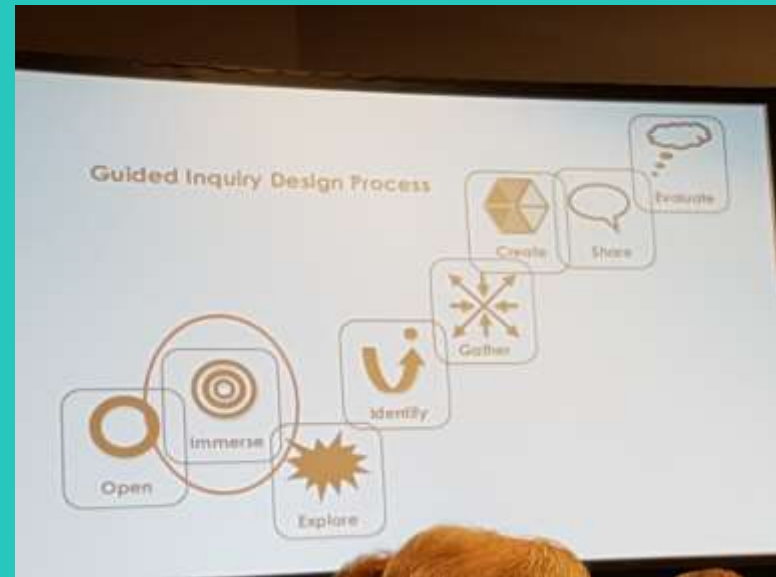 Guided Inquiry Design Process
Open
Immerse
Explore
Identify
Gather
Create
Share
Evaluate